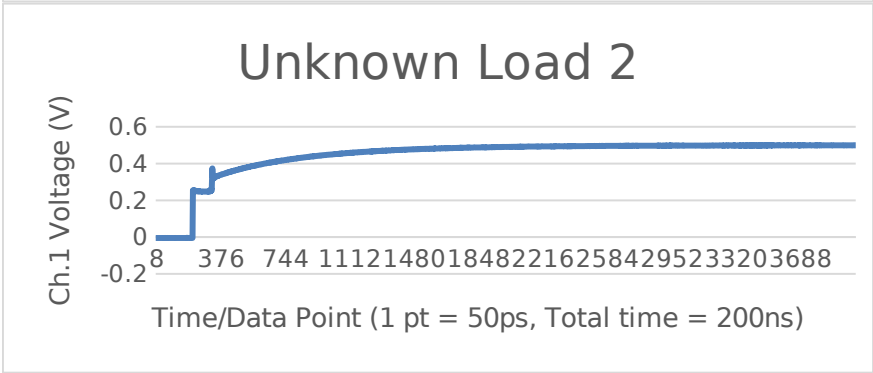 Unknown Load 2
Ch.1 Voltage (V)
0.6
0.4
0.2
0
-0.2
8 376 744 1112 1480 1848 2216 2584 2952 3320 3688
Time/Data Point (1 pt = 50ps, Total time = 200ns)